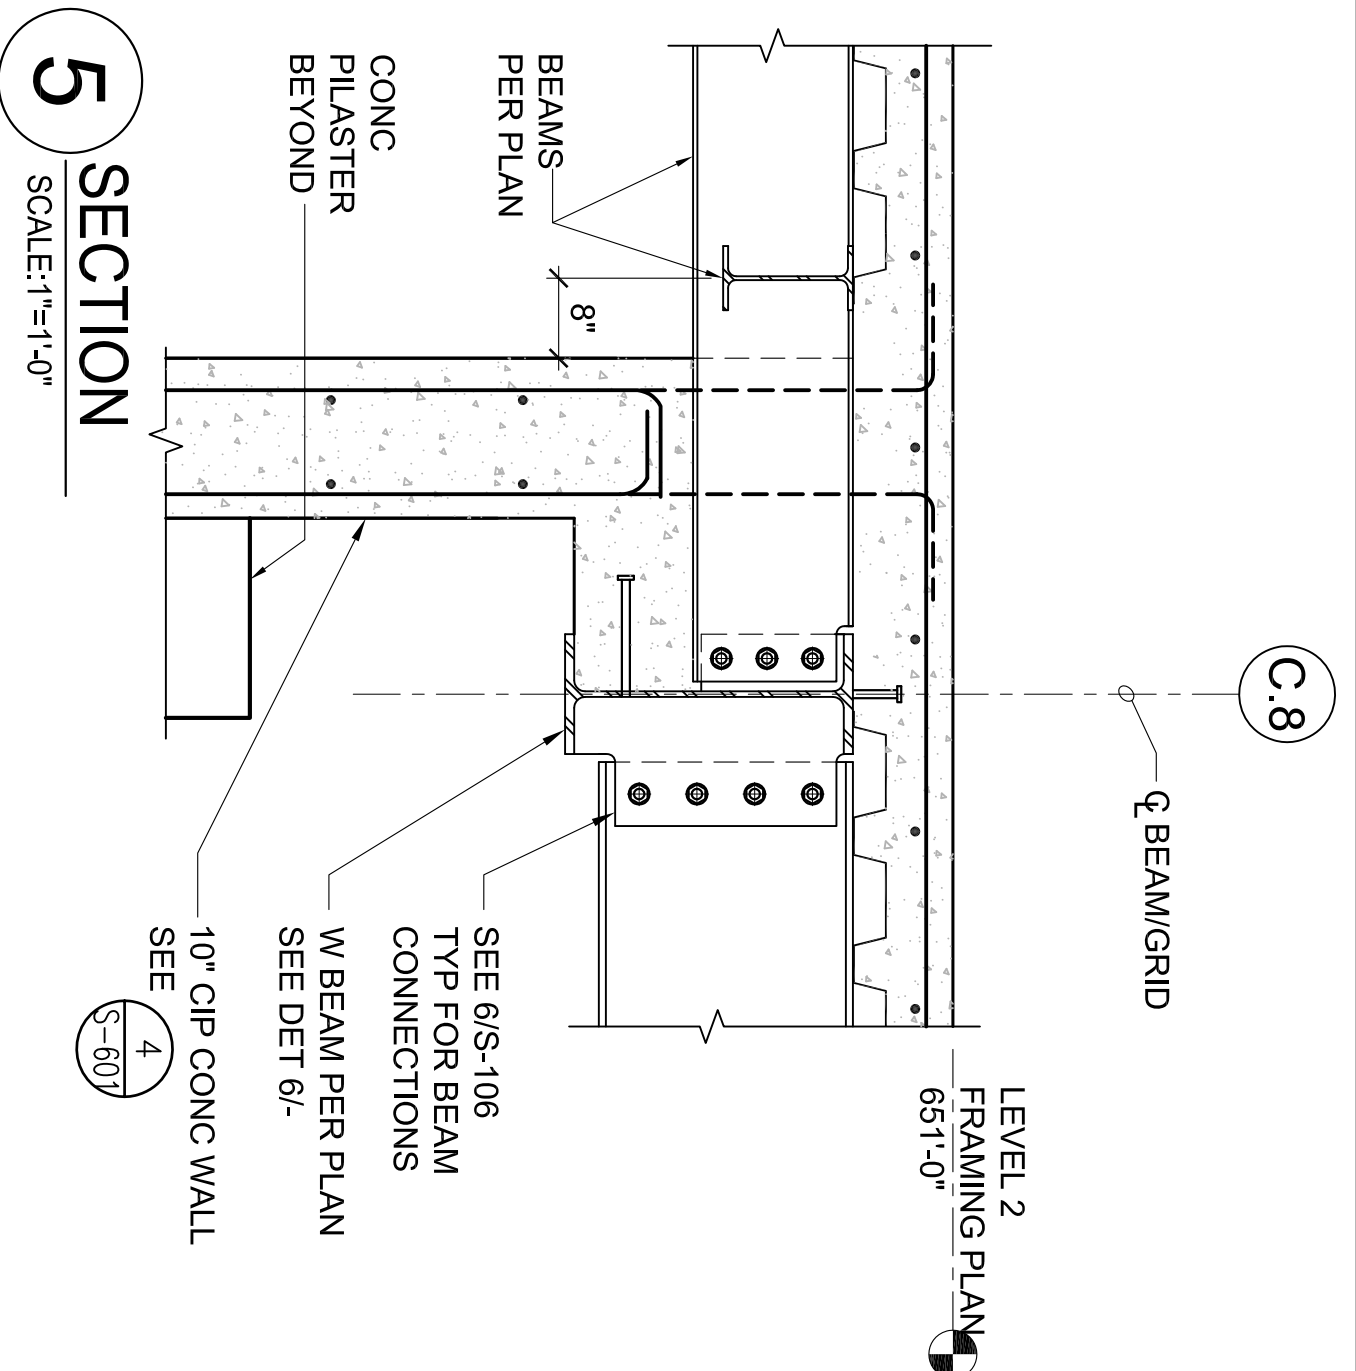 C.8
℄ BEAM/GRID
LEVEL 2
FRAMING PLAN
651'-0"
BEAMS
PER PLAN
8"
CONC
PILASTER
BEYOND
SEE 6/S-106
TYP FOR BEAM
CONNECTIONS
W BEAM PER PLAN
SEE DET 6/-
10" CIP CONC WALL
SEE
4
S-601
5
SECTION
SCALE:1"=1'-0"